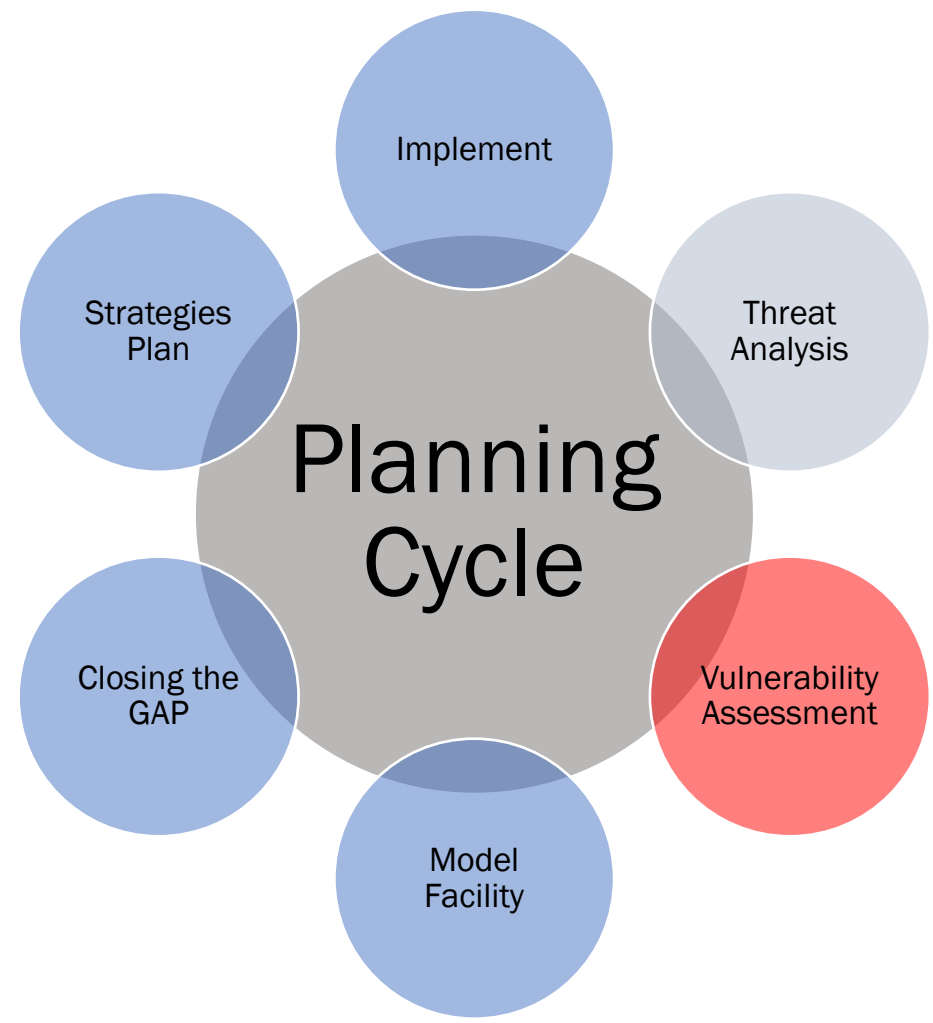 Implement
Threat
Analysis
Vulnerability
Assessment
Model
Facility
Closing the
GAP
Strategies
Plan
Planning
Cycle